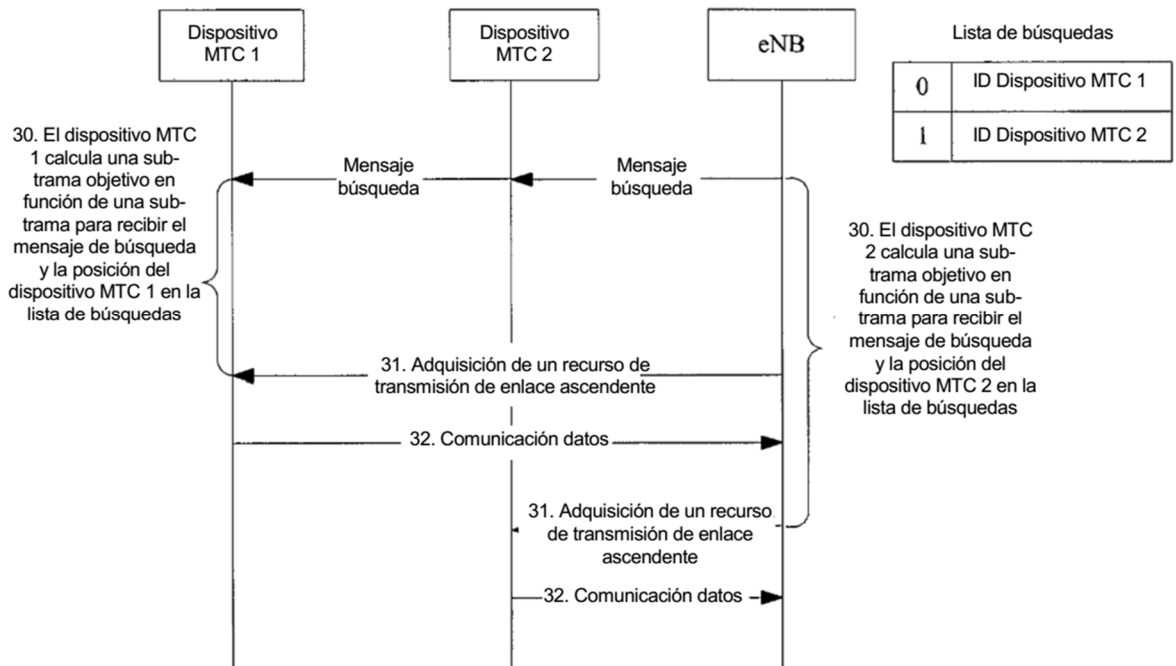 Dispositivo
MTC 1
Dispositivo
MTC 2
eNB
Lista de búsquedas
0
ID Dispositivo MTC 1
1
ID Dispositivo MTC 2
30. El dispositivo MTC
1 calcula una sub-
trama objetivo en
función de una sub-
trama para recibir el
mensaje de búsqueda
y la posición del
dispositivo MTC 1 en la
lista de búsquedas
Mensaje
búsqueda
Mensaje
búsqueda
30. El dispositivo MTC
2 calcula una sub-
trama objetivo en
función de una sub-
trama para recibir el
mensaje de búsqueda
y la posición del
dispositivo MTC 2 en la
lista de búsquedas
31. Adquisición de un recurso de
transmisión de enlace ascendente
32. Comunicación datos
31. Adquisición de un recurso
de transmisión de enlace
ascendente
32. Comunicación datos